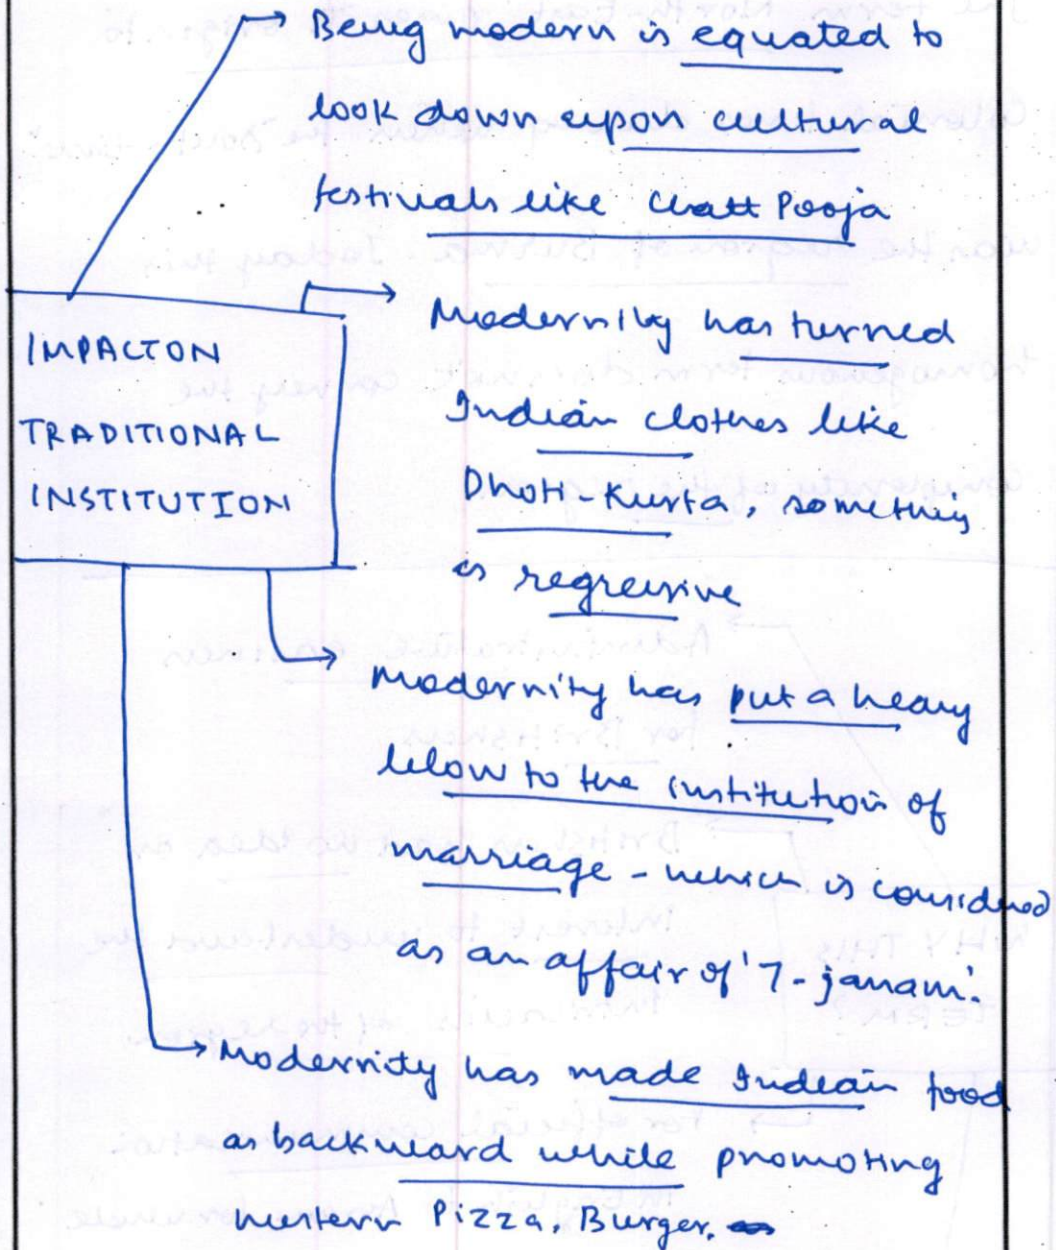 Being modern is equated to
look down upon cultural
festivals like Chatt Pooja
IMPACT ON
TRADITIONAL
INSTITUTION
Modernity has turned
Indian clothes like
Dhoti-Kurta, something
as regressive
Modernity has put a heavy
blow to the institution of
marriage - which is considered
as an affair of '7-janam'.
Modernity has made Indian food
as backward while promoting
western Pizza, Burger.